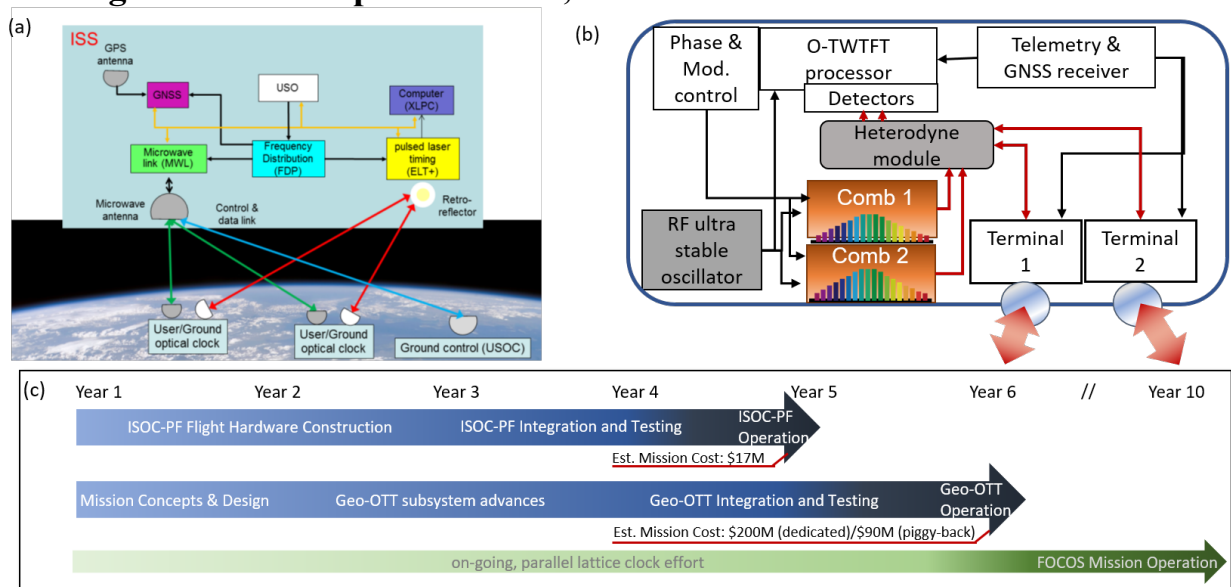 (a)
ISS
GPS
antenna
GNSS
USO
Computer
(XLPC)
Microwave
link (MWL)
Frequency
Distribution
(FDP)
pulsed laser
timing
(ELT+)
Microwave
antenna
Control &
data link
Retro-
reflector
User/Ground
optical clock
User/Ground
optical clock
Ground control (USOC)
(b)
Phase &
Mod.
control
O-TWTFT
processor
Detectors
Telemetry &
GNSS receiver
Heterodyne
module
Comb 1
RF ultra
stable
oscillator
Comb 2
Terminal
1
Terminal
2
(c)
Year 1 Year 2 Year 3 Year 4 Year 5 Year 6 // Year 10
ISOC-PF Flight Hardware Construction ISOC-PF Integration and Testing
ISOC-PF
Operation
Est. Mission Cost: $17M
Mission Concepts & Design Geo-OTT subsystem advances Geo-OTT Integration and Testing
Geo-OTT
Operation
Est. Mission Cost: $200M (dedicated)/$90M (piggy-back)
on-going, parallel lattice clock effort FOCOS Mission Operation